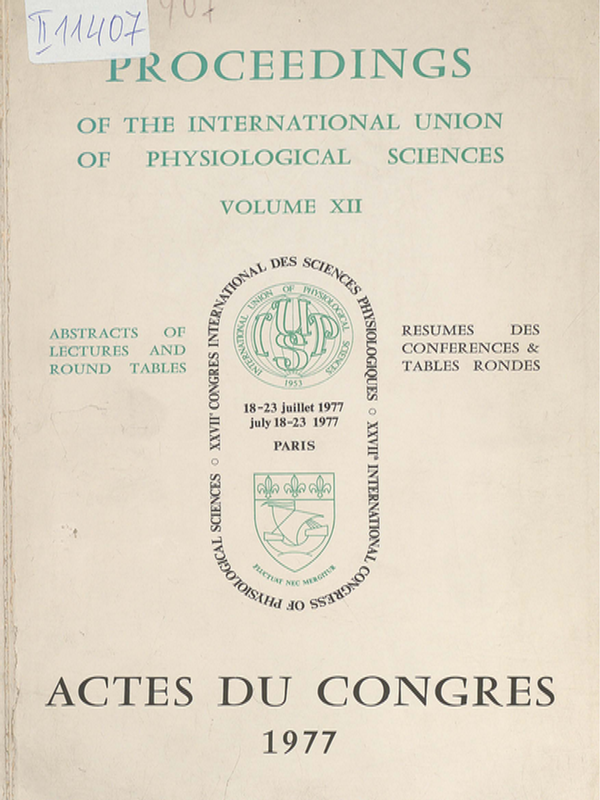 II 11407
407
PROCEEDINGS
OF THE INTERNATIONAL UNION
OF PHYSIOLOGICAL SCIENCES
VOLUME XII
ABSTRACTS OF
LECTURES AND
ROUND TABLES
XXVIIᵉ CONGRES INTERNATIONAL DES SCIENCES PHYSIOLOGIQUES ○ XXVIIᵗʰ INTERNATIONAL CONGRESS OF PHYSIOLOGICAL SCIENCES ○
INTERNATIONAL UNION OF PHYSIOLOGICAL SCIENCES
IUPS
1953
18-23 juillet 1977
july 18-23 1977
PARIS
FLUCTUAT NEC MERGITUR
RESUMES DES
CONFERENCES &
TABLES RONDES
ACTES DU CONGRES
1977